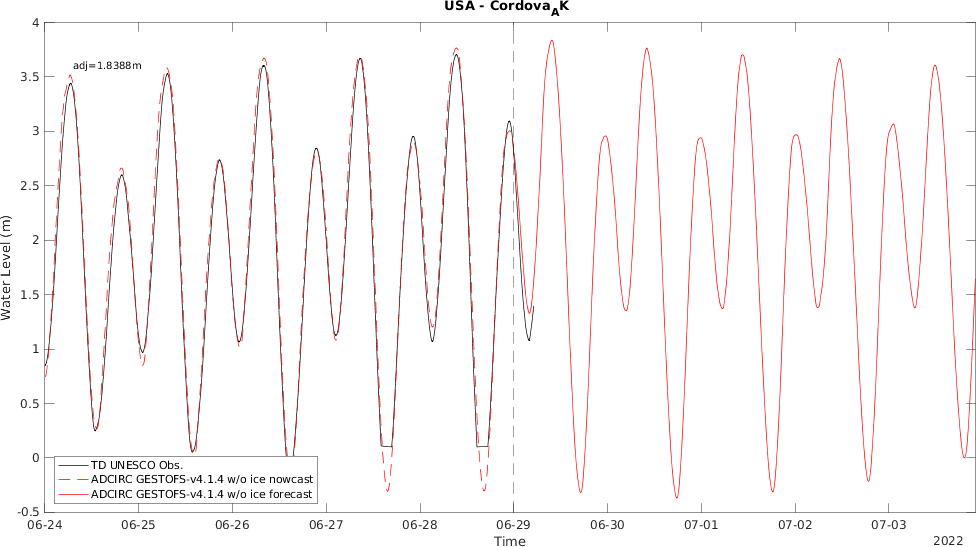 USA - Cordova_AK
adj=1.8388m
4
3.5
3
2.5
2
1.5
1
0.5
0
-0.5
Water Level (m)
TD UNESCO Obs.
ADCIRC GESTOFS-v4.1.4 w/o ice nowcast
ADCIRC GESTOFS-v4.1.4 w/o ice forecast
06-24 06-25 06-26 06-27 06-28 06-29 06-30 07-01 07-02 07-03
Time
2022